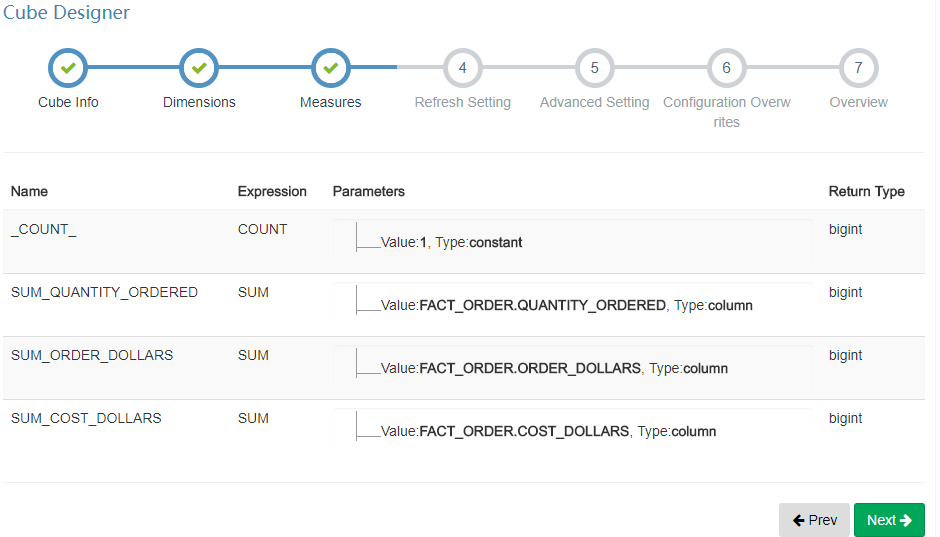 Cube Designer
4 5 6 7
Cube Info Dimensions Measures Refresh Setting Advanced Setting Configuration Overw Overview
rites
Name Expression Parameters Return Type
_COUNT_ COUNT Value:1, Type:constant bigint
SUM_QUANTITY_ORDERED SUM Value:FACT_ORDER.QUANTITY_ORDERED, Type:column bigint
SUM_ORDER_DOLLARS SUM Value:FACT_ORDER.ORDER_DOLLARS, Type:column bigint
SUM_COST_DOLLARS SUM Value:FACT_ORDER.COST_DOLLARS, Type:column bigint
Prev Next